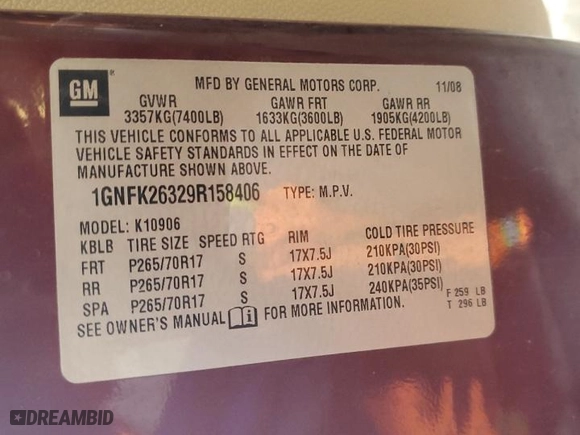 GM
MFD BY GENERAL MOTORS CORP. 11/08
GVWR GAWR FRT GAWR RR
3357KG(7400LB) 1633KG(3600LB) 1905KG(4200LB)
THIS VEHICLE CONFORMS TO ALL APPLICABLE U.S. FEDERAL MOTOR
VEHICLE SAFETY STANDARDS IN EFFECT ON THE DATE OF
MANUFACTURE SHOWN ABOVE.
1GNFK26329R158406 TYPE: M.P.V.
MODEL: K10906
KBLB TIRE SIZE SPEED RTG RIM COLD TIRE PRESSURE
FRT P265/70R17 S 17X7.5J 210KPA(30PSI)
RR P265/70R17 S 17X7.5J 210KPA(30PSI)
SPA P265/70R17 S 17X7.5J 240KPA(35PSI)
F 259 LB
T 296 LB
SEE OWNER'S MANUAL FOR MORE INFORMATION.
DREAMBID